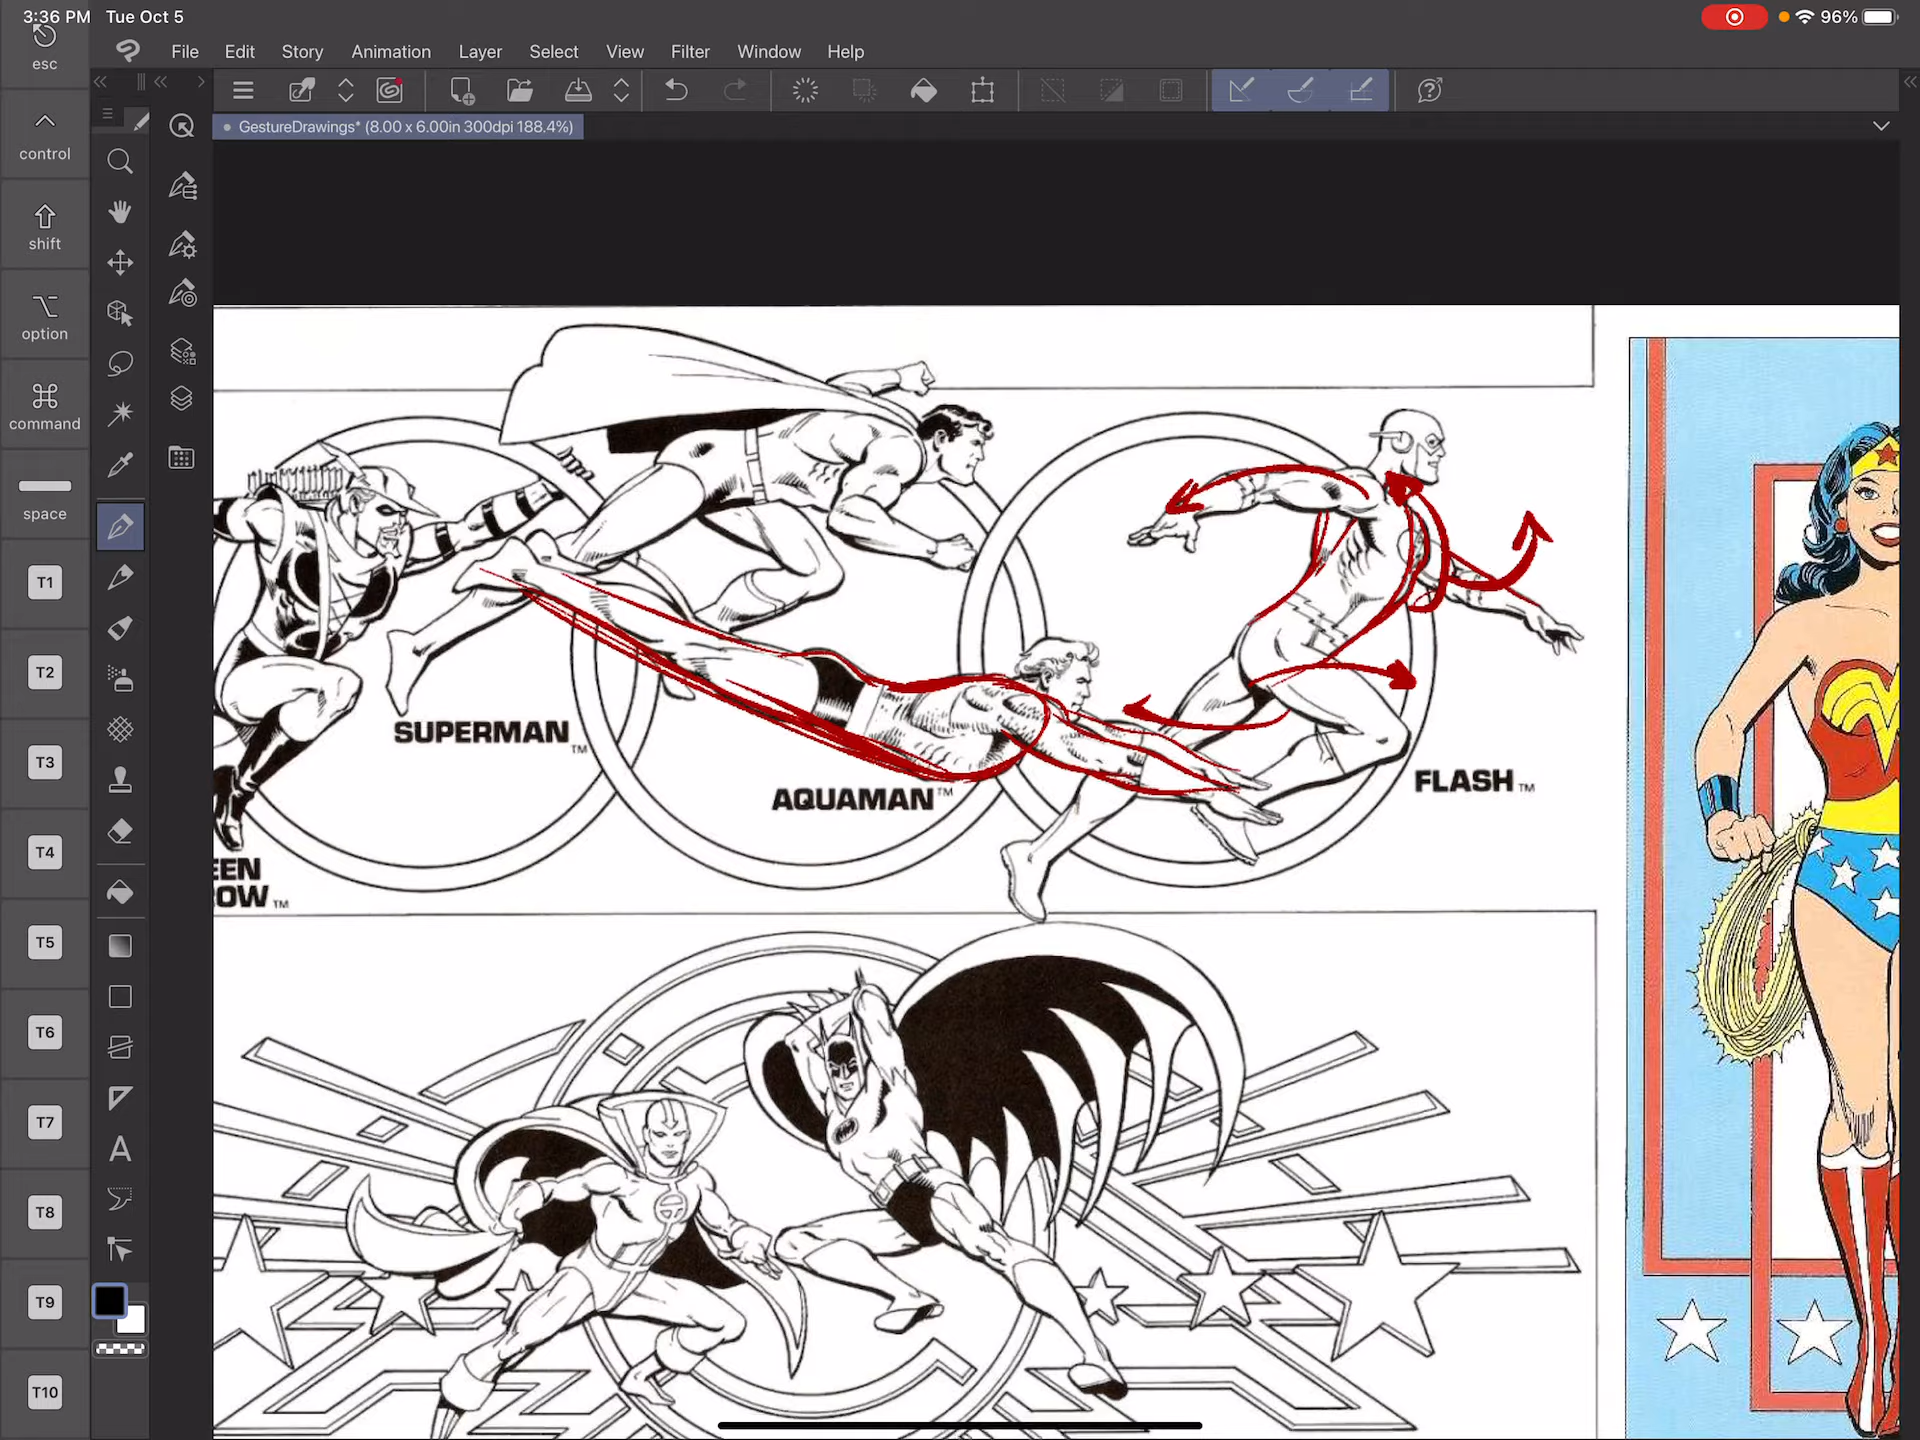 3:36 PM Tue Oct 5
96%
esc
File Edit Story Animation Layer Select View Filter Window Help
GestureDrawings* (8.00 x 6.00in 300dpi 188.4%)
control
shift
option
command
space
T1
T2
T3
T4
T5
T6
T7
T8
T9
T10
A
SUPERMAN TM
AQUAMAN TM
FLASH TM
EEN
OW TM